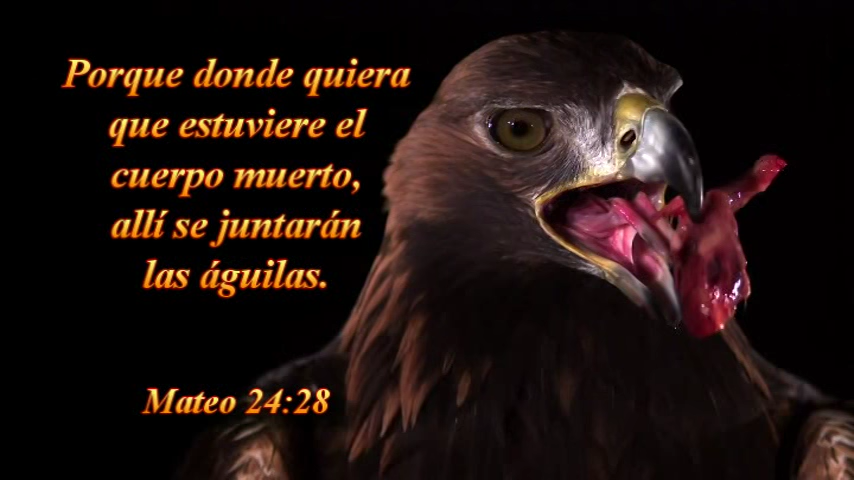 Porque donde quiera
que estuviere el
cuerpo muerto,
allí se juntarán
las águilas.
Mateo 24:28